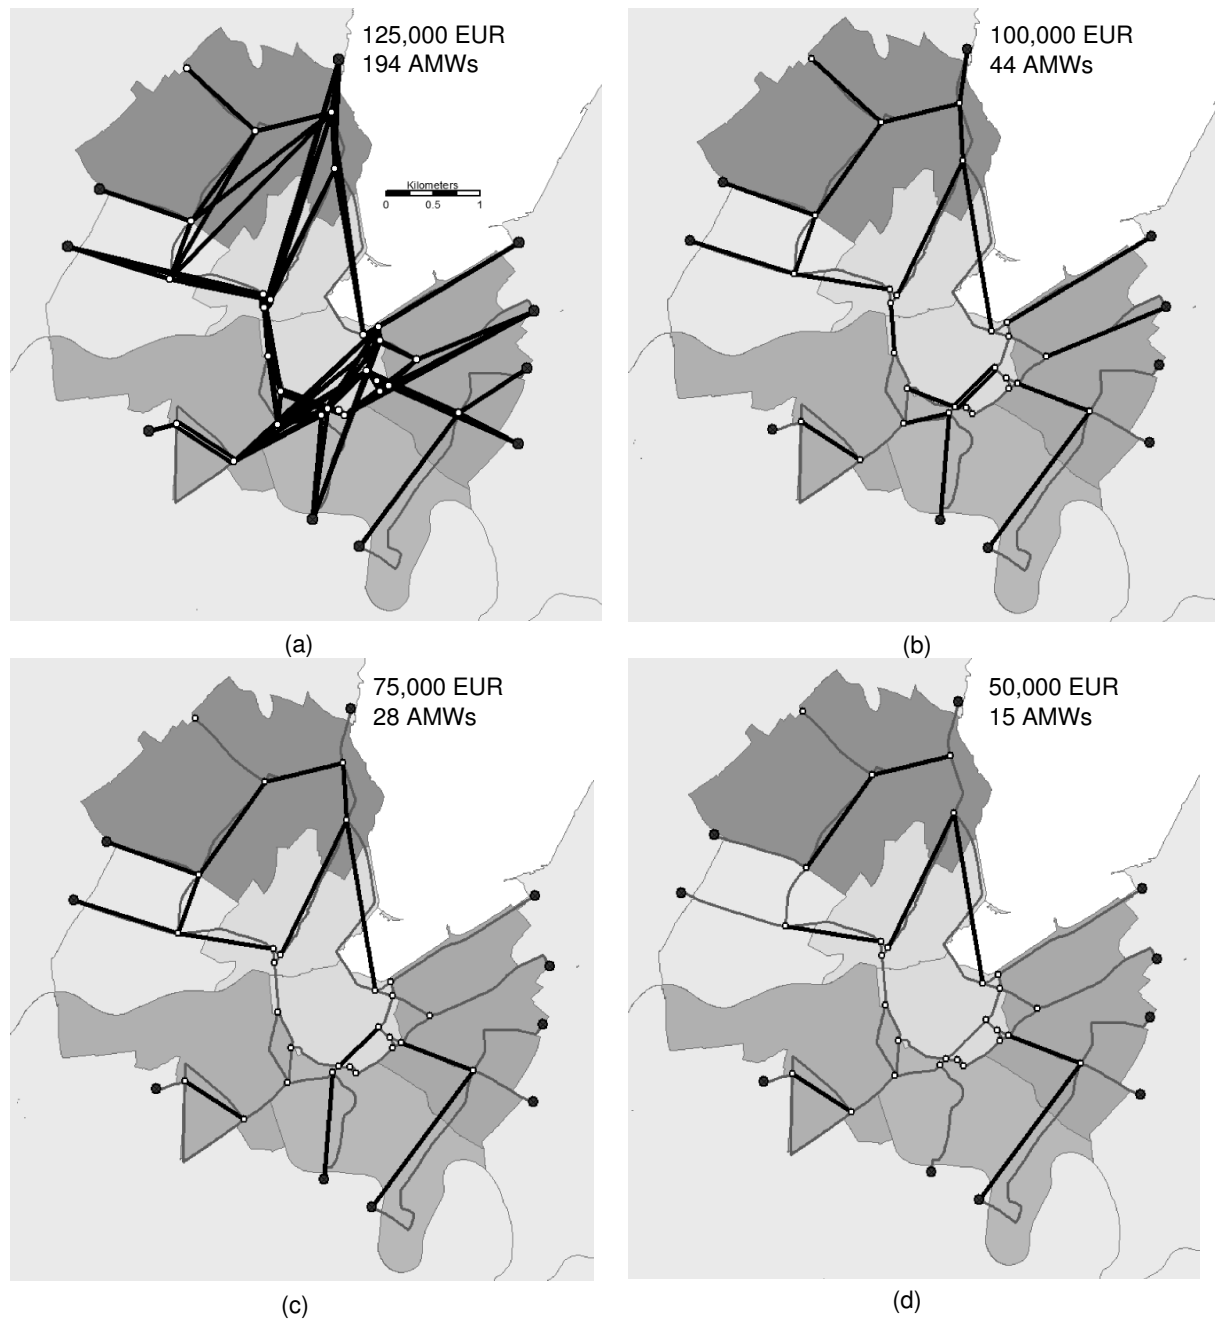 125,000 EUR
194 AMWs
Kilometers
0 0.5 1
(a)
100,000 EUR
44 AMWs
(b)
75,000 EUR
28 AMWs
(c)
50,000 EUR
15 AMWs
(d)